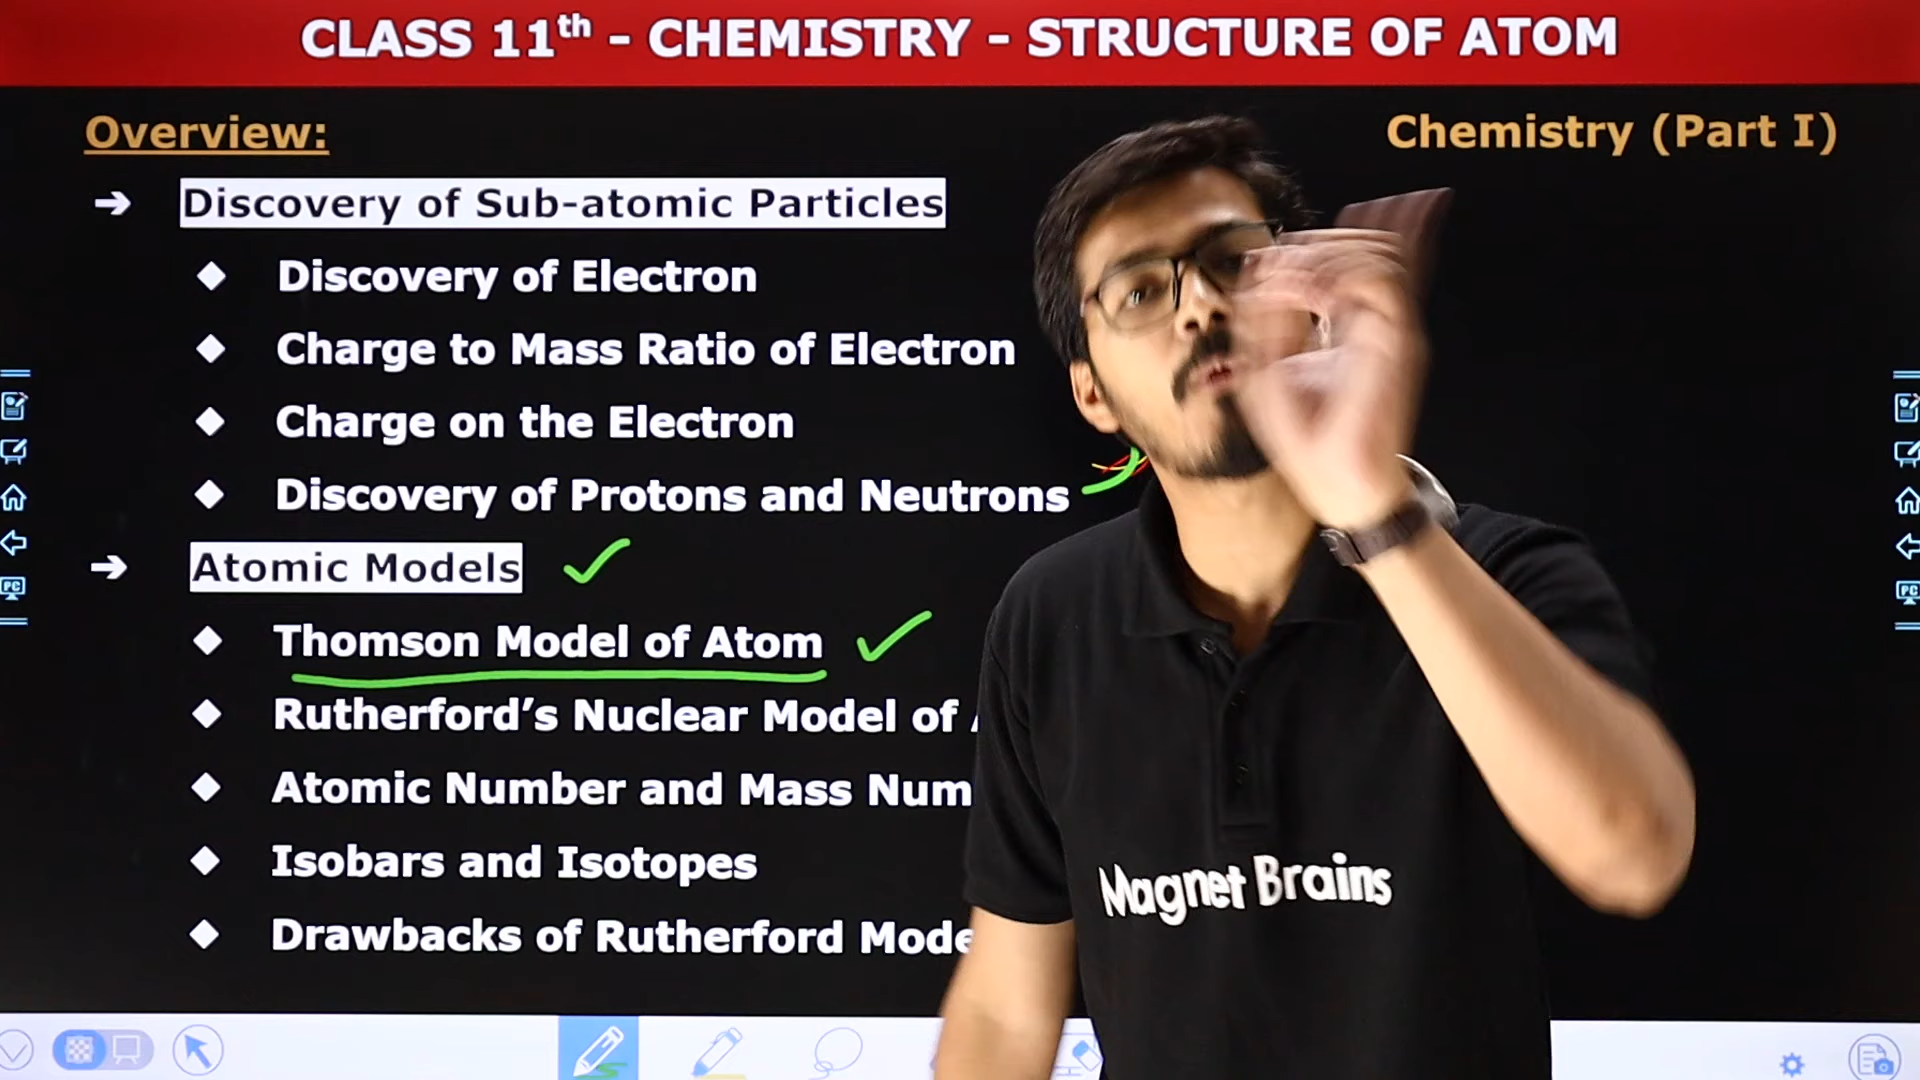 CLASS 11th - CHEMISTRY - STRUCTURE OF ATOM
Overview:
Chemistry (Part I)
Discovery of Sub-atomic Particles
Discovery of Electron
Charge to Mass Ratio of Electron
Charge on the Electron
Discovery of Protons and Neutrons
Atomic Models
Thomson Model of Atom
Rutherford’s Nuclear Model of
Atomic Number and Mass
Isobars and Isotopes
Drawbacks of Rutherford
Magnet Brains
PC
PC